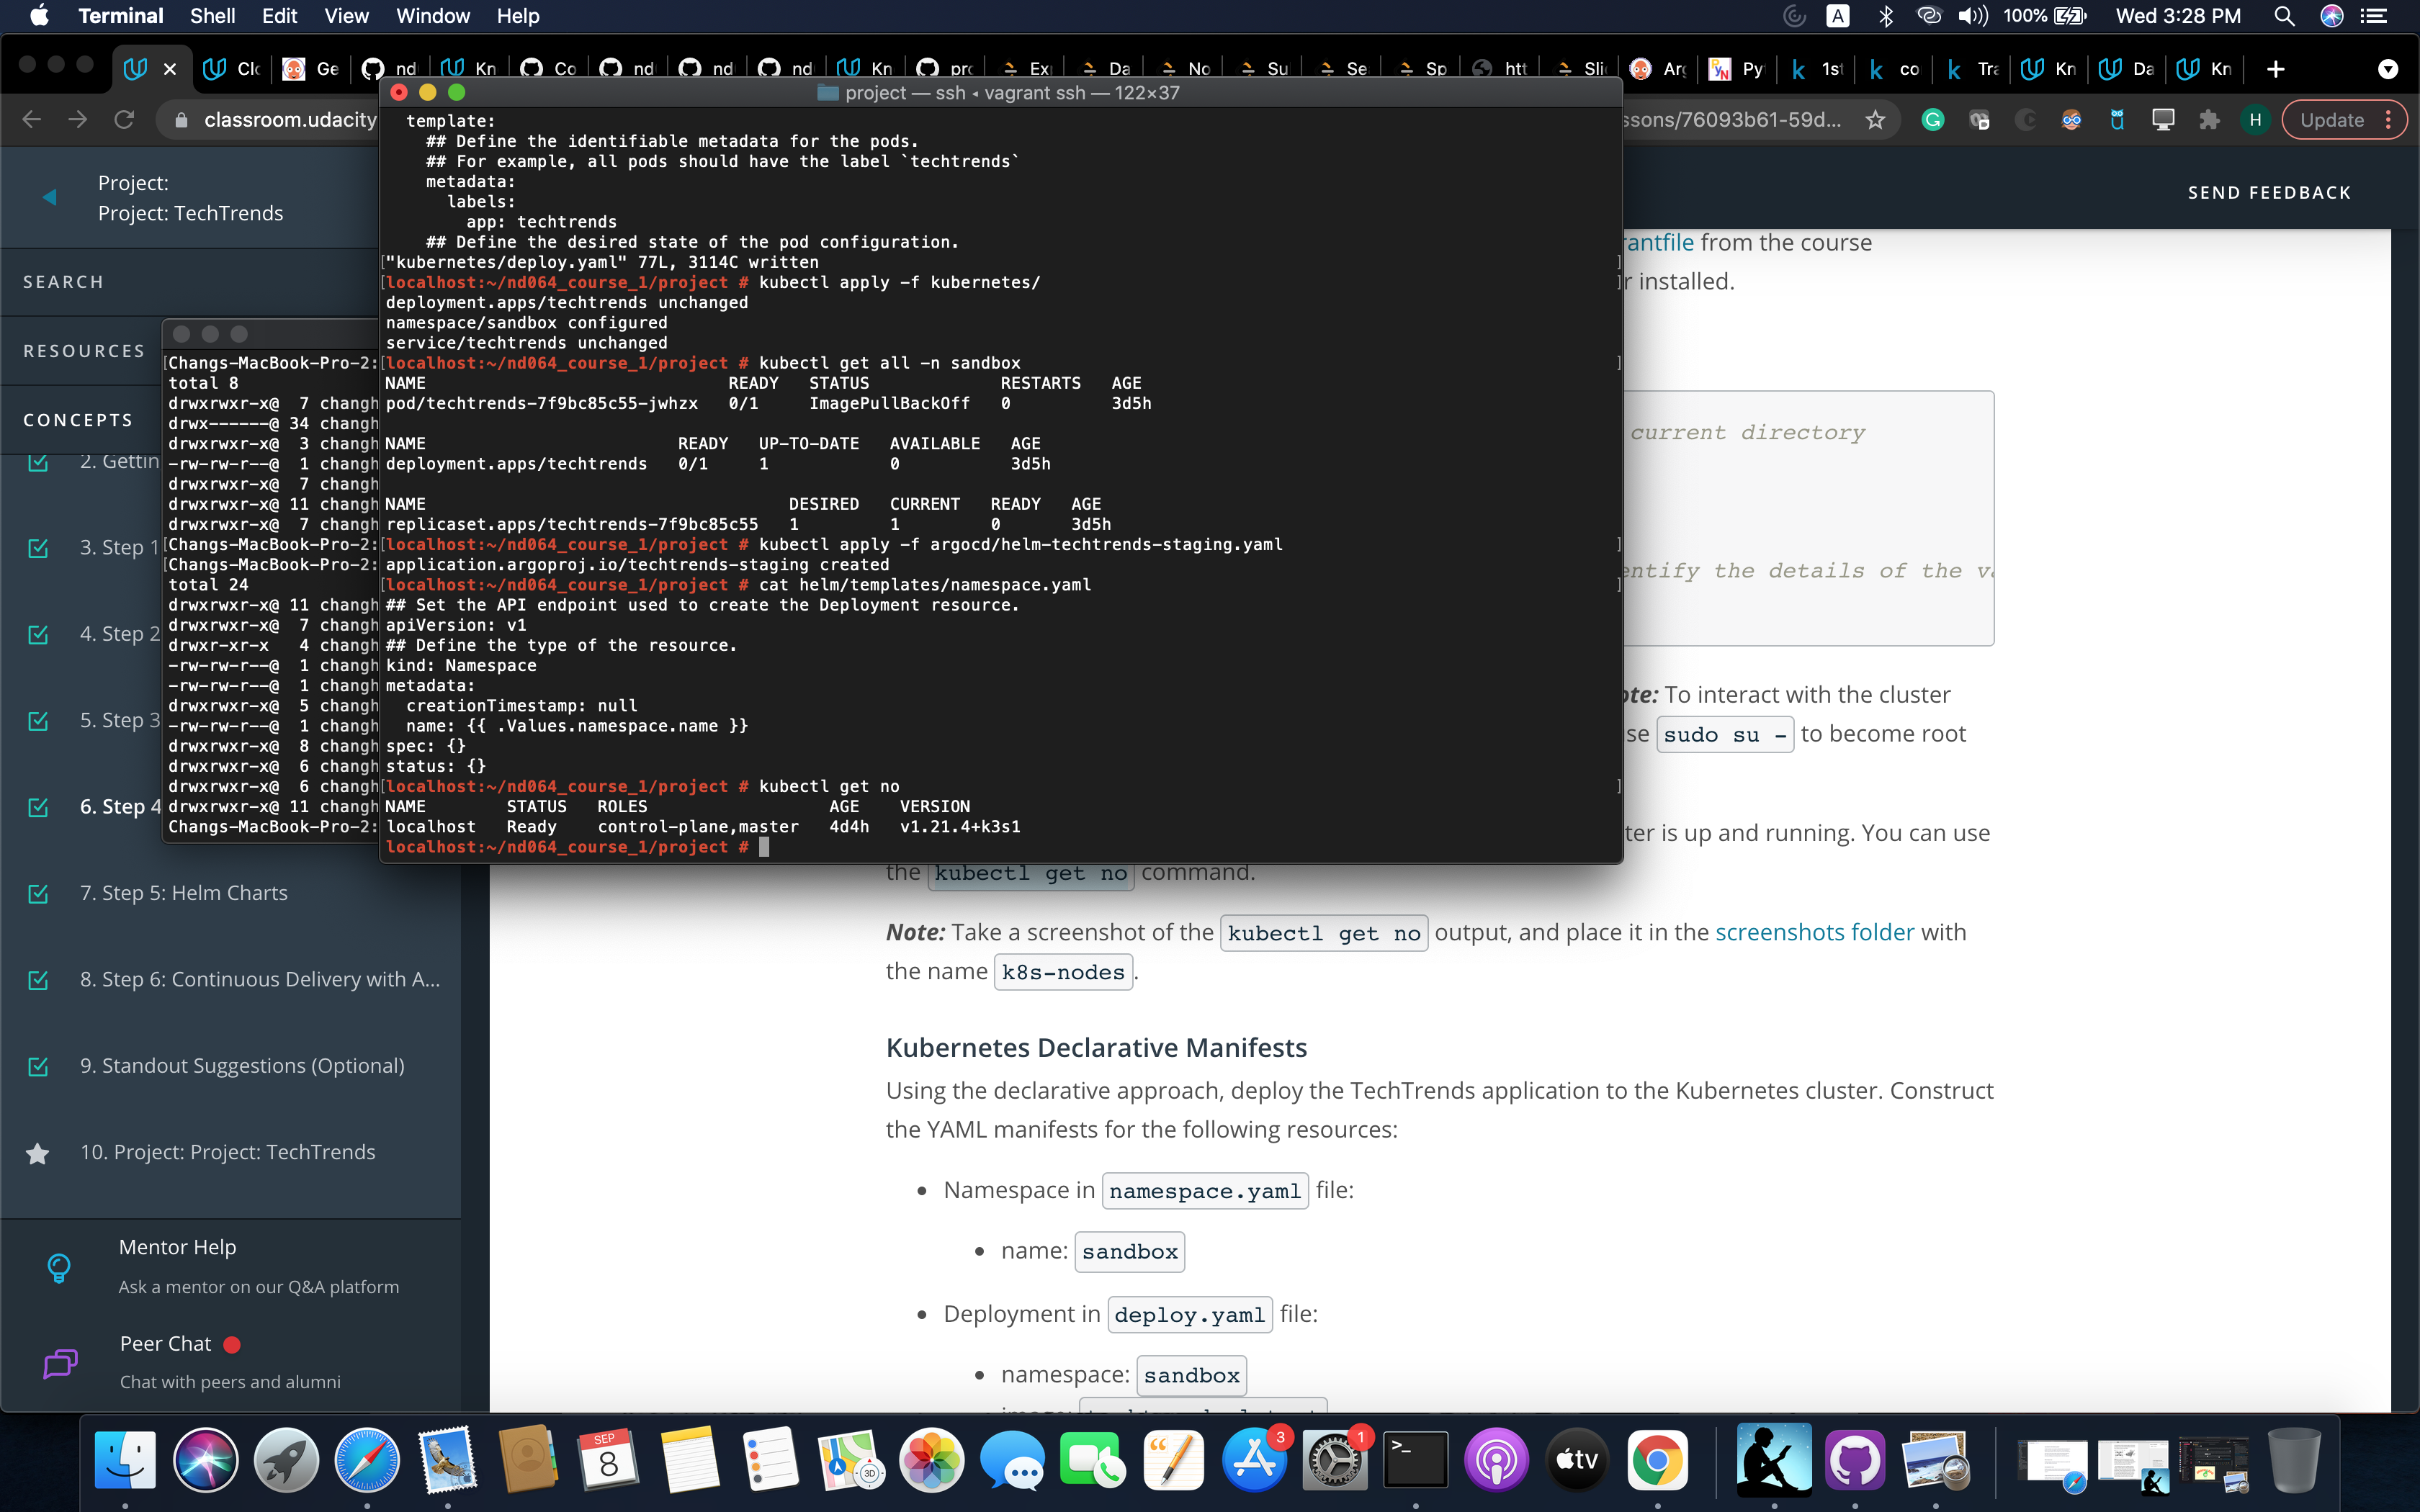 Terminal Shell Edit View Window Help
A 100% Wed 3:28 PM
Clo Ge nd Kn Co nd nd nd Kn pro Ex Da No Su Se Sp htt Sli Arg Py 1st co Tra Kn Da Kn
classroom.udacity
ssons/76093b61-59d...
H Update
project — ssh ◂ vagrant ssh — 122×37
template:
## Define the identifiable metadata for the pods.
## For example, all pods should have the label `techtrends`
metadata:
labels:
app: techtrends
## Define the desired state of the pod configuration.
"kubernetes/deploy.yaml" 77L, 3114C written
localhost:~/nd064_course_1/project # kubectl apply -f kubernetes/
deployment.apps/techtrends unchanged
namespace/sandbox configured
service/techtrends unchanged
localhost:~/nd064_course_1/project # kubectl get all -n sandbox
NAME READY STATUS RESTARTS AGE
pod/techtrends-7f9bc85c55-jwhzx 0/1 ImagePullBackOff 0 3d5h
NAME READY UP-TO-DATE AVAILABLE AGE
deployment.apps/techtrends 0/1 1 0 3d5h
NAME DESIRED CURRENT READY AGE
replicaset.apps/techtrends-7f9bc85c55 1 1 0 3d5h
localhost:~/nd064_course_1/project # kubectl apply -f argocd/helm-techtrends-staging.yaml
application.argoproj.io/techtrends-staging created
localhost:~/nd064_course_1/project # cat helm/templates/namespace.yaml
## Set the API endpoint used to create the Deployment resource.
apiVersion: v1
## Define the type of the resource.
kind: Namespace
metadata:
creationTimestamp: null
name: {{ .Values.namespace.name }}
spec: {}
status: {}
localhost:~/nd064_course_1/project # kubectl get no
NAME STATUS ROLES AGE VERSION
localhost Ready control-plane,master 4d4h v1.21.4+k3s1
localhost:~/nd064_course_1/project #
Changs-MacBook-Pro-2:
total 8
drwxrwxr-x@ 7 changh
drwx------@ 34 changh
drwxrwxr-x@ 3 changh
-rw-rw-r--@ 1 changh
drwxrwxr-x@ 7 changh
drwxrwxr-x@ 11 changh
drwxrwxr-x@ 7 changh
Changs-MacBook-Pro-2:
Changs-MacBook-Pro-2:
total 24
drwxrwxr-x@ 11 changh
drwxrwxr-x@ 7 changh
drwxr-xr-x 4 changh
-rw-rw-r--@ 1 changh
-rw-rw-r--@ 1 changh
drwxrwxr-x@ 5 changh
-rw-rw-r--@ 1 changh
drwxrwxr-x@ 8 changh
drwxrwxr-x@ 6 changh
drwxrwxr-x@ 6 changh
drwxrwxr-x@ 11 changh
Changs-MacBook-Pro-2:
Project:
Project: TechTrends
SEARCH
RESOURCES
CONCEPTS
2. Gettin
3. Step 1
4. Step 2
5. Step 3
6. Step 4
7. Step 5: Helm Charts
8. Step 6: Continuous Delivery with A...
9. Standout Suggestions (Optional)
10. Project: Project: TechTrends
Mentor Help
Ask a mentor on our Q&A platform
Peer Chat
Chat with peers and alumni
SEND FEEDBACK
rantfile from the course
r installed.
current directory
entify the details of the va
ote: To interact with the cluster
se sudo su - to become root
ter is up and running. You can use
the kubectl get no command.
Note: Take a screenshot of the kubectl get no output, and place it in the screenshots folder with
the name k8s-nodes.
Kubernetes Declarative Manifests
Using the declarative approach, deploy the TechTrends application to the Kubernetes cluster. Construct
the YAML manifests for the following resources:
Namespace in namespace.yaml file:
name: sandbox
Deployment in deploy.yaml file:
namespace: sandbox
SEP
8
3D
3
1
>_
tv